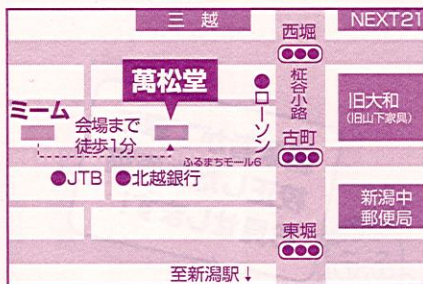 三越
西堀
NEXT21
萬松堂
●ローソン
柾谷小路
旧大和
(旧山下家具)
ミーム
会場まで
徒歩1分
古町
ふるまちモール6
●JTB
●北越銀行
新潟中
郵便局
東堀
至新潟駅↓